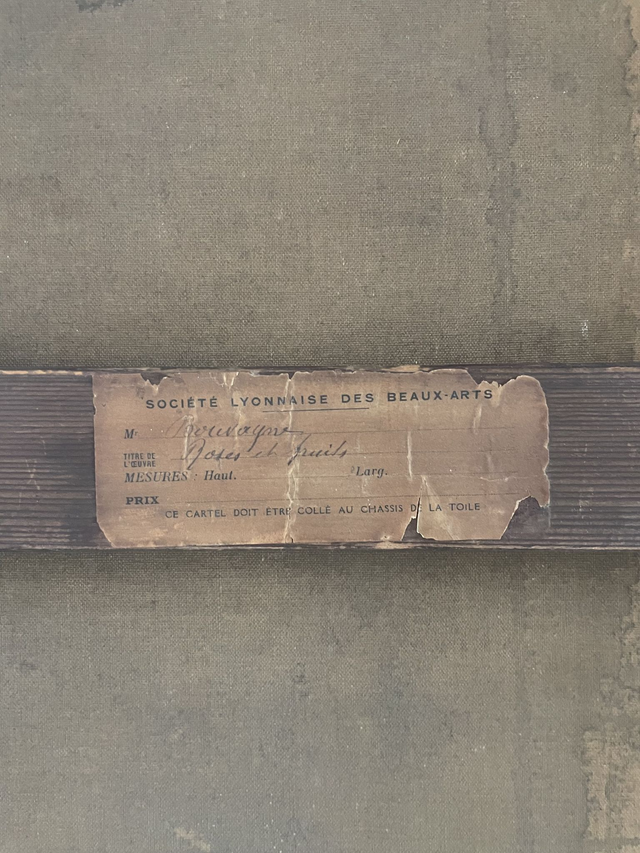 SOCIÉTÉ LYONNAISE DES BEAUX-ARTS
Mr
TITRE DE L'ŒUVRE Roses et fruits
MESURES : Haut. Larg.
PRIX
CE CARTEL DOIT ÊTRE COLLÉ AU CHASSIS DE LA TOILE